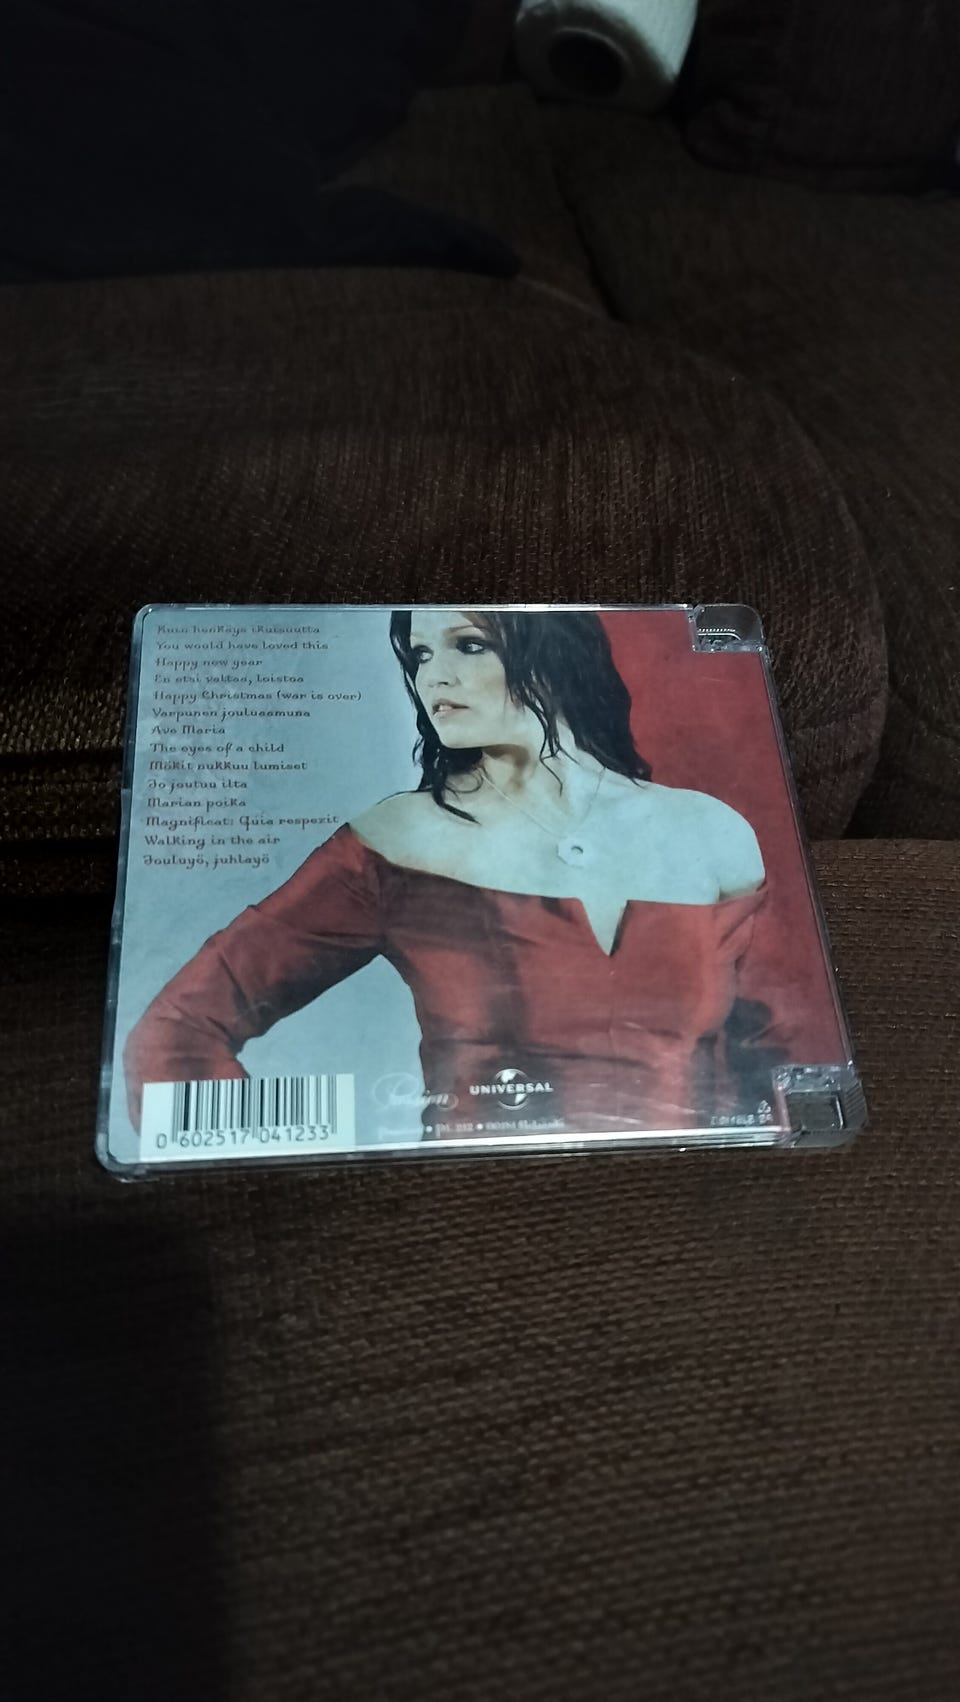 Kuin henkäys ikuisuutta
You would have loved this
Happy new year
En etsi valtaa, loistoa
Happy Christmas (war is over)
Varpunen jouluaamuna
Ave Maria
The eyes of a child
Mökit nukkuu lumiset
Jo joutuu ilta
Marian poika
Magnificat: Quia respexit
Walking in the air
Jouluyö, juhlayö
UNIVERSAL
0 602517 041233